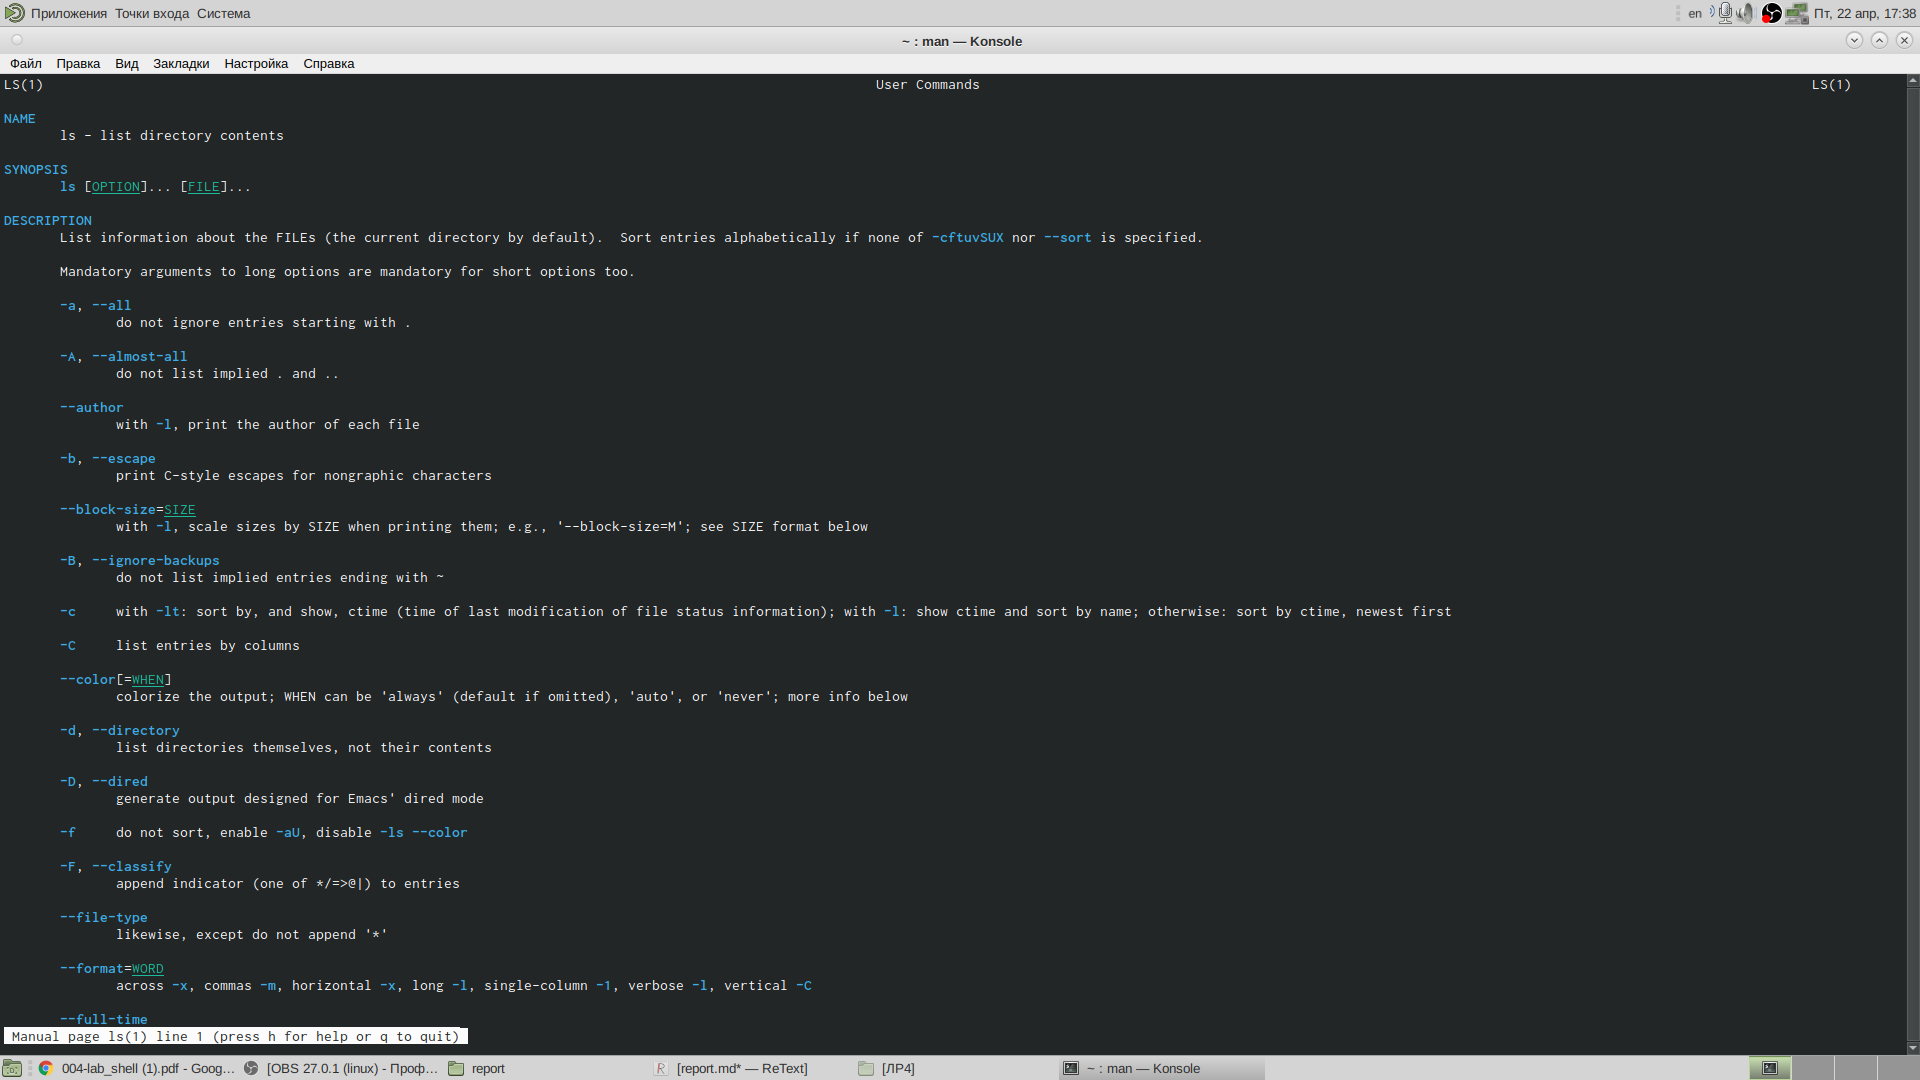 Приложения Точки входа Система
en Пт, 22 апр, 17:38
~ : man — Konsole
Файл Правка Вид Закладки Настройка Справка
LS(1) User Commands LS(1)
NAME
ls - list directory contents
SYNOPSIS
ls [OPTION]... [FILE]...
DESCRIPTION
List information about the FILEs (the current directory by default).  Sort entries alphabetically if none of -cftuvSUX nor --sort is specified.
Mandatory arguments to long options are mandatory for short options too.
-a, --all
do not ignore entries starting with .
-A, --almost-all
do not list implied . and ..
--author
with -l, print the author of each file
-b, --escape
print C-style escapes for nongraphic characters
--block-size=SIZE
with -l, scale sizes by SIZE when printing them; e.g., '--block-size=M'; see SIZE format below
-B, --ignore-backups
do not list implied entries ending with ~
-c with -lt: sort by, and show, ctime (time of last modification of file status information); with -l: show ctime and sort by name; otherwise: sort by ctime, newest first
-C list entries by columns
--color[=WHEN]
colorize the output; WHEN can be 'always' (default if omitted), 'auto', or 'never'; more info below
-d, --directory
list directories themselves, not their contents
-D, --dired
generate output designed for Emacs' dired mode
-f do not sort, enable -aU, disable -ls --color
-F, --classify
append indicator (one of */=>@|) to entries
--file-type
likewise, except do not append '*'
--format=WORD
across -x, commas -m, horizontal -x, long -l, single-column -1, verbose -l, vertical -C
--full-time
Manual page ls(1) line 1 (press h for help or q to quit)
004-lab_shell (1).pdf - Goog... [OBS 27.0.1 (linux) - Проф... report [report.md* — ReText] [ЛР4] ~ : man — Konsole